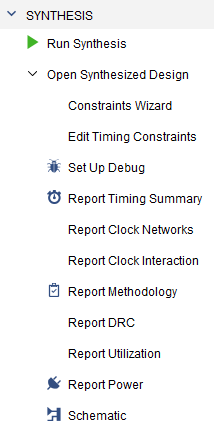 SYNTHESIS
Run Synthesis
Open Synthesized Design
Constraints Wizard
Edit Timing Constraints
Set Up Debug
Report Timing Summary
Report Clock Networks
Report Clock Interaction
Report Methodology
Report DRC
Report Utilization
Report Power
Schematic